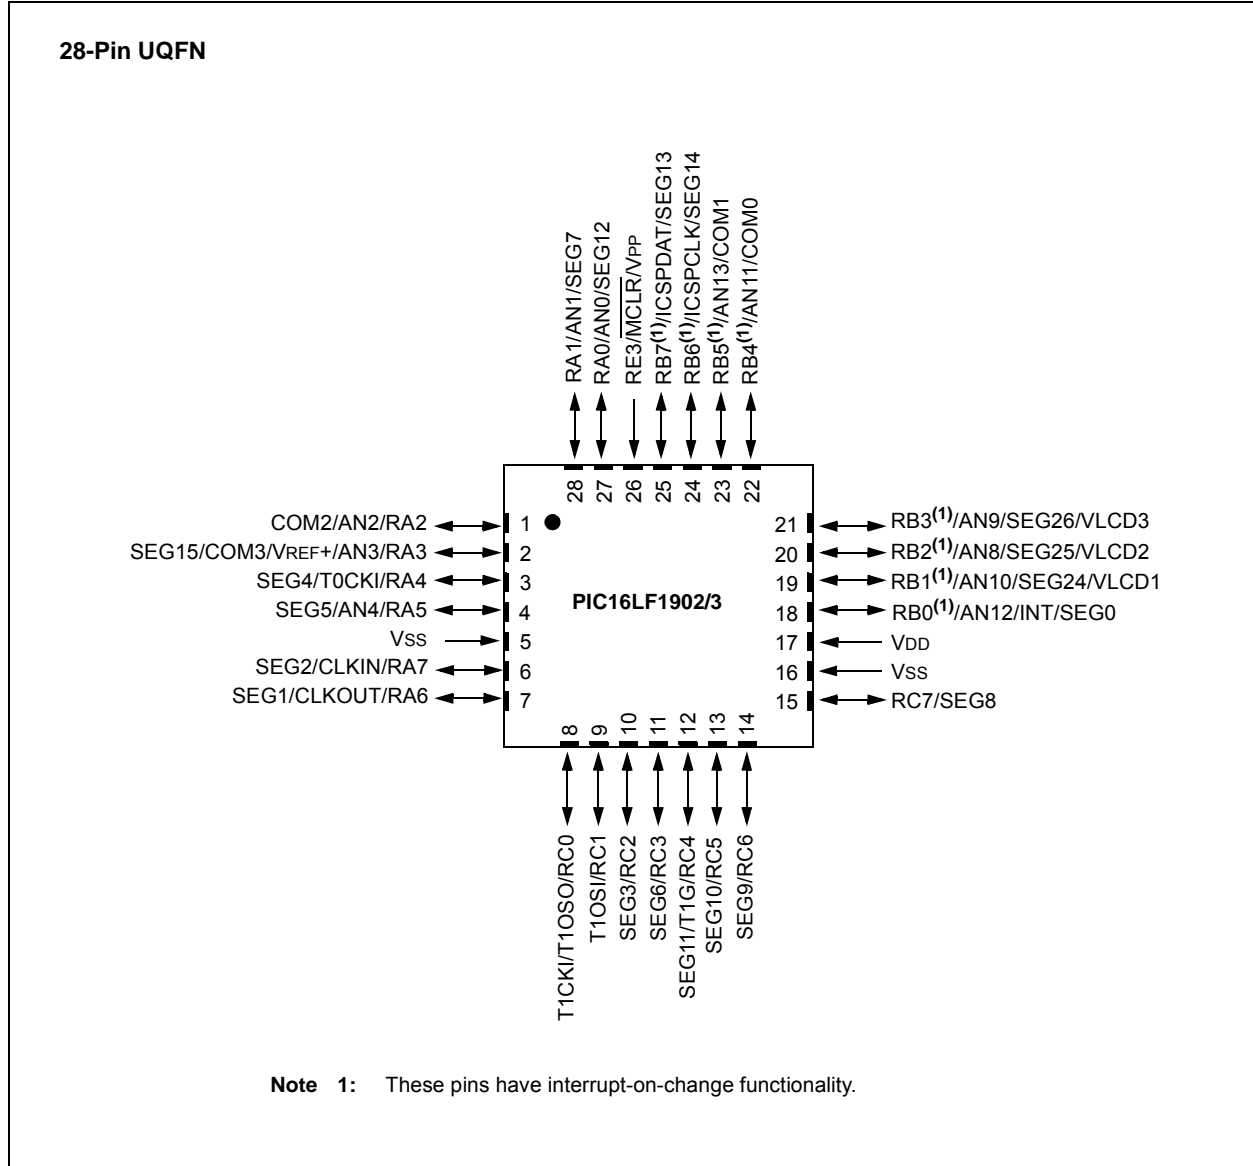 28-Pin UQFN
RA1/AN1/SEG7
RA0/AN0/SEG12
RE3/MCLR/VPP
RB7(1)/ICSPDAT/SEG13
RB6(1)/ICSPCLK/SEG14
RB5(1)/AN13/COM1
RB4(1)/AN11/COM0
28
27
26
25
24
23
22
COM2/AN2/RA2 1
SEG15/COM3/VREF+/AN3/RA3 2
SEG4/T0CKI/RA4 3
SEG5/AN4/RA5 4
VSS 5
SEG2/CLKIN/RA7 6
SEG1/CLKOUT/RA6 7
PIC16LF1902/3
21 RB3(1)/AN9/SEG26/VLCD3
20 RB2(1)/AN8/SEG25/VLCD2
19 RB1(1)/AN10/SEG24/VLCD1
18 RB0(1)/AN12/INT/SEG0
17 VDD
16 VSS
15 RC7/SEG8
8
9
10
11
12
13
14
T1CKI/T1OSO/RC0
T1OSI/RC1
SEG3/RC2
SEG6/RC3
SEG11/T1G/RC4
SEG10/RC5
SEG9/RC6
Note 1: These pins have interrupt-on-change functionality.